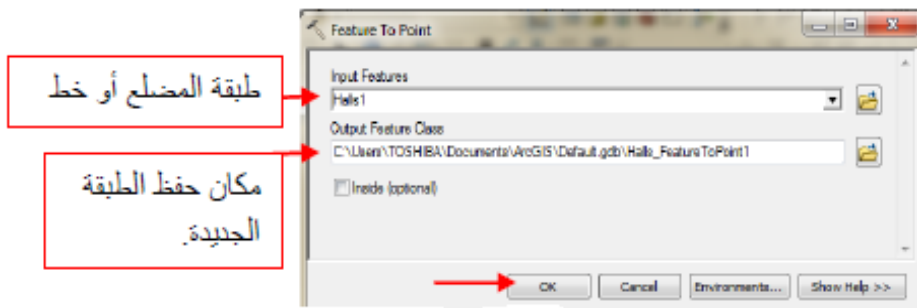 Feature To Point
Input Features
طبقة المضلع أو خط
Halls1
Output Feature Class
C:\Users\TOSHIBA\Documents\ArcGIS\Default.gdb\Halls_FeatureToPoint1
مكان حفظ الطبقة
الجديدة.
Inside (optional)
OK Cancel Environments... Show Help >>